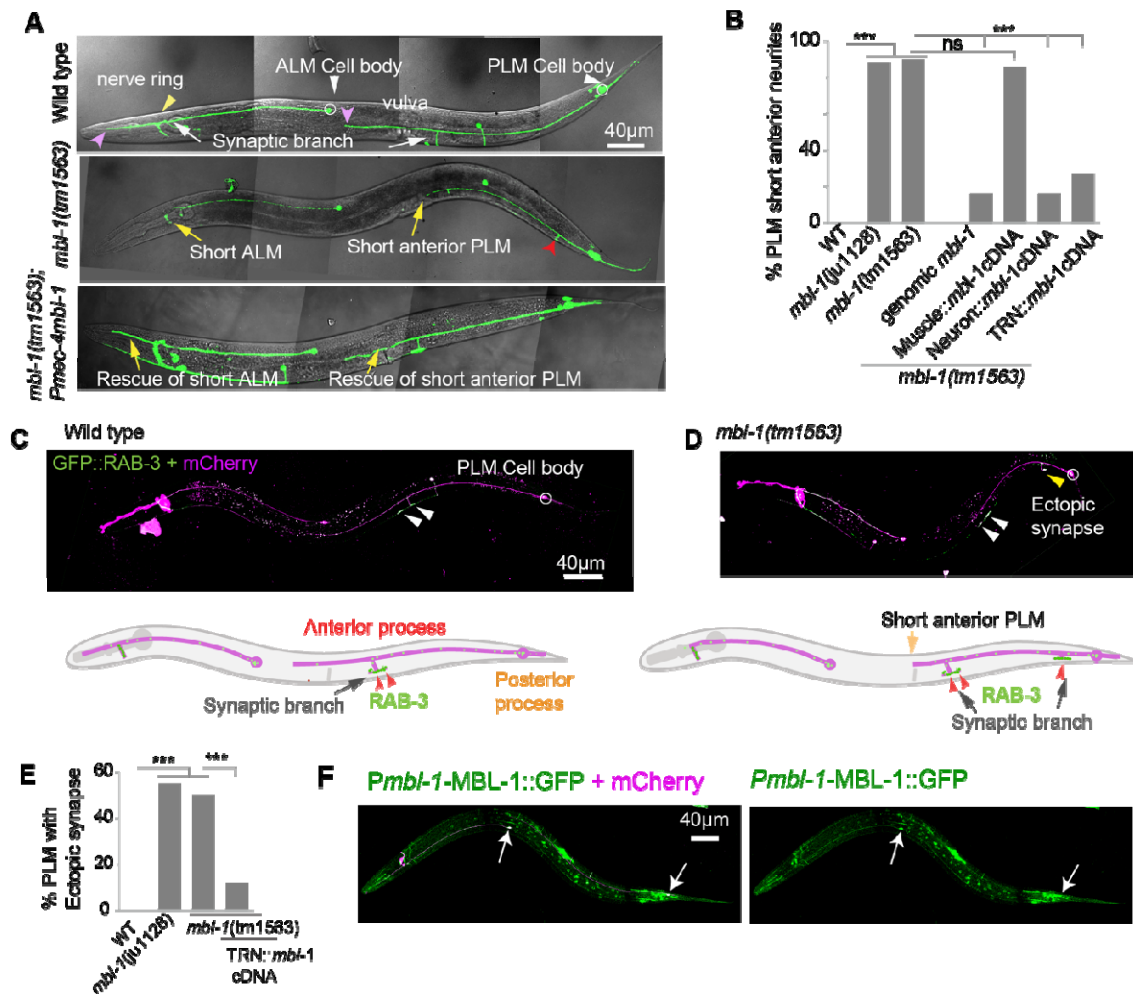 A
Wild type
nerve ring
ALM Cell body
PLM Cell body
vulva
Synaptic branch
40µm
mbl-1(tm1563)
Short ALM
Short anterior PLM
mbl-1(tm1563);
Pmec-4mbl-1
Rescue of short ALM
Rescue of short anterior PLM
B
% PLM short anterior neurites
100
80
60
40
20
0
***
ns
***
WT
mbl-1(ju1128)
mbl-1(tm1563)
genomic mbl-1
Muscle::mbl-1cDNA
Neuron::mbl-1cDNA
TRN::mbl-1cDNA
mbl-1(tm1563)
C
Wild type
GFP::RAB-3 + mCherry
PLM Cell body
40µm
Anterior process
Synaptic branch
RAB-3
Posterior
process
D
mbl-1(tm1563)
Ectopic
synapse
Short anterior PLM
RAB-3
Synaptic branch
E
% PLM with
Ectopic synapse
60
40
20
0
***
***
WT
mbl-1(ju1128)
mbl-1(tm1563)
TRN::mbl-1
cDNA
F
Pmbl-1-MBL-1::GFP + mCherry
40µm
Pmbl-1-MBL-1::GFP